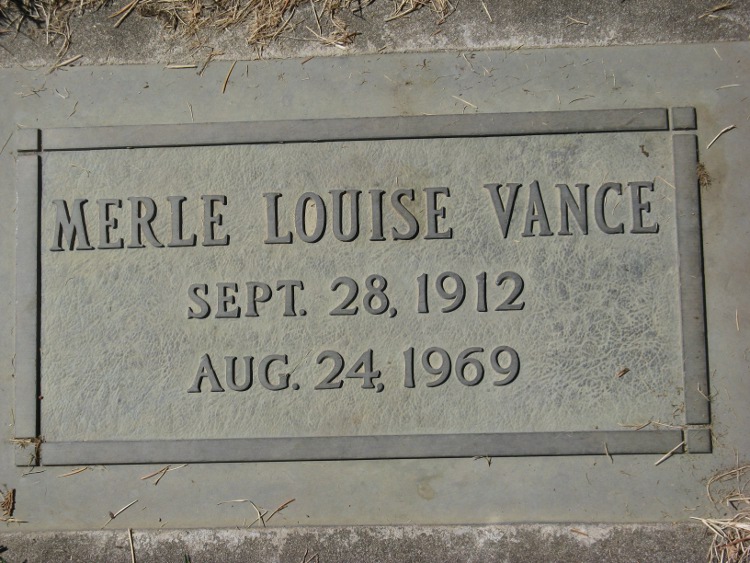 MERLE LOUISE VANCE
SEPT. 28, 1912
AUG. 24, 1969